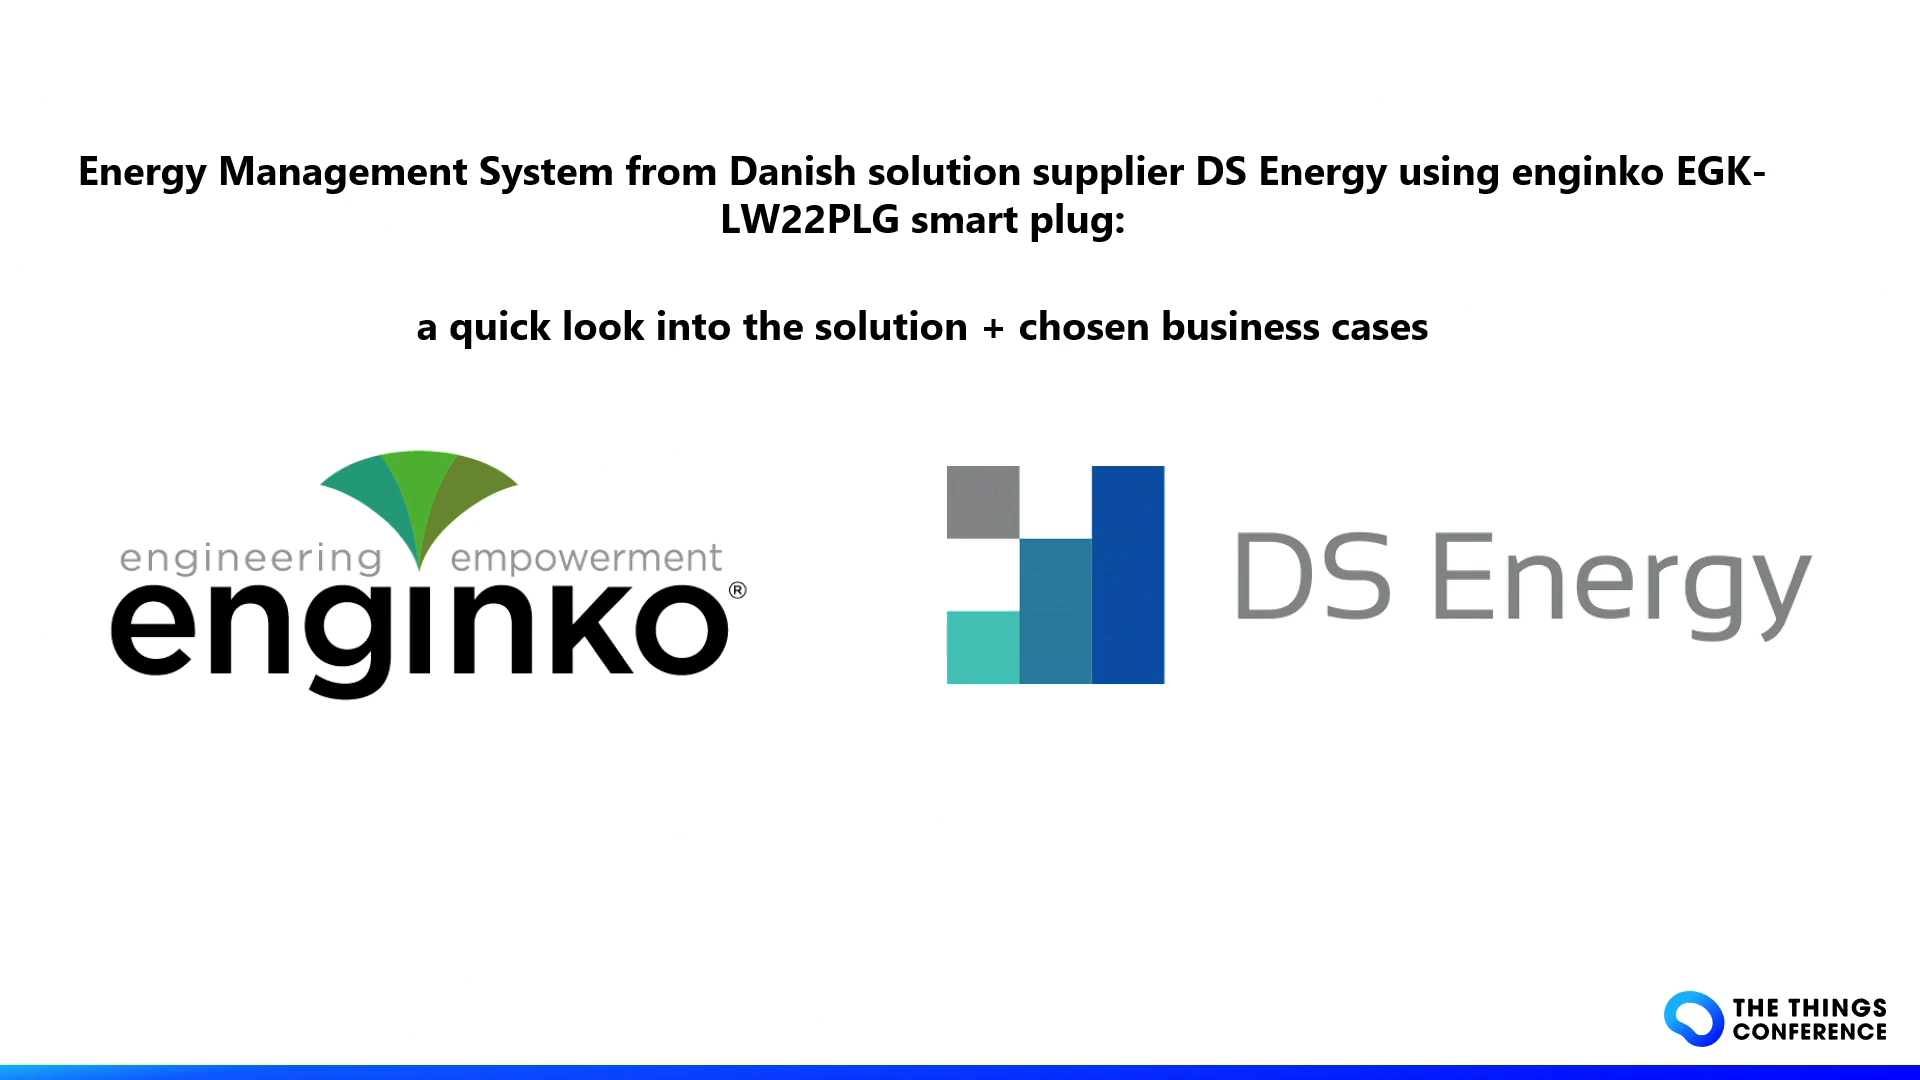 Energy Management System from Danish solution supplier DS Energy using enginko EGK-
LW22PLG smart plug:
a quick look into the solution + chosen business cases
engineering empowerment
enginko®
DS Energy
THE THINGS
CONFERENCE